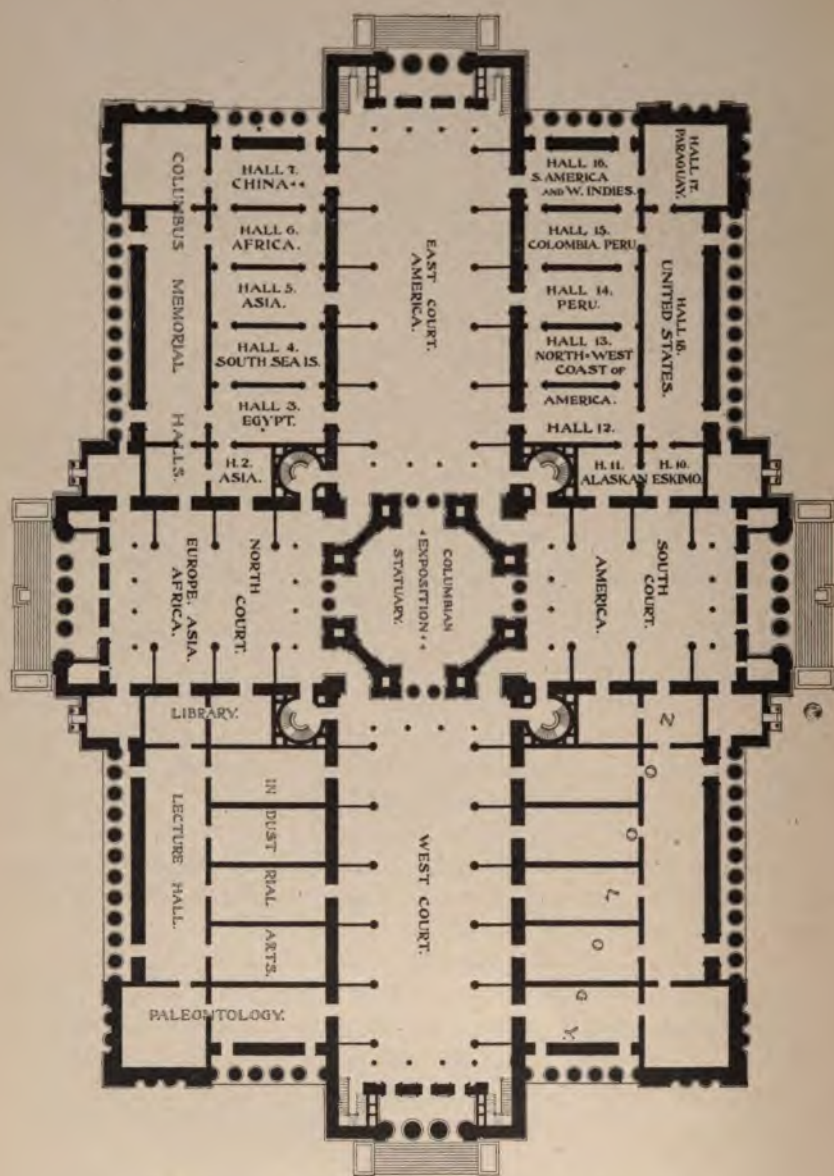 HALL 7.
CHINA
HALL 6.
AFRICA.
HALL 5.
ASIA.
HALL 4.
SOUTH SEA IS.
HALL 3.
EGYPT.
H. 2.
ASIA.
COLUMBUS MEMORIAL HALLS.
EAST COURT.
AMERICA.
HALL 16.
S. AMERICA
AND W. INDIES.
HALL 15.
COLOMBIA. PERU
HALL 14.
PERU.
HALL 13.
NORTH-WEST
COAST OF
AMERICA.
HALL 12.
H. 11. H. 10.
ALASKAN ESKIMO.
HALL 17.
PARAGUAY.
HALL 18.
UNITED STATES.
NORTH
COURT.
EUROPE. ASIA.
AFRICA.
COLUMBIAN
EXPOSITION
STATUARY.
SOUTH
COURT.
AMERICA.
LIBRARY.
LECTURE HALL.
INDUSTRIAL ARTS.
PALEONTOLOGY.
WEST COURT.
ZOOLOGY.